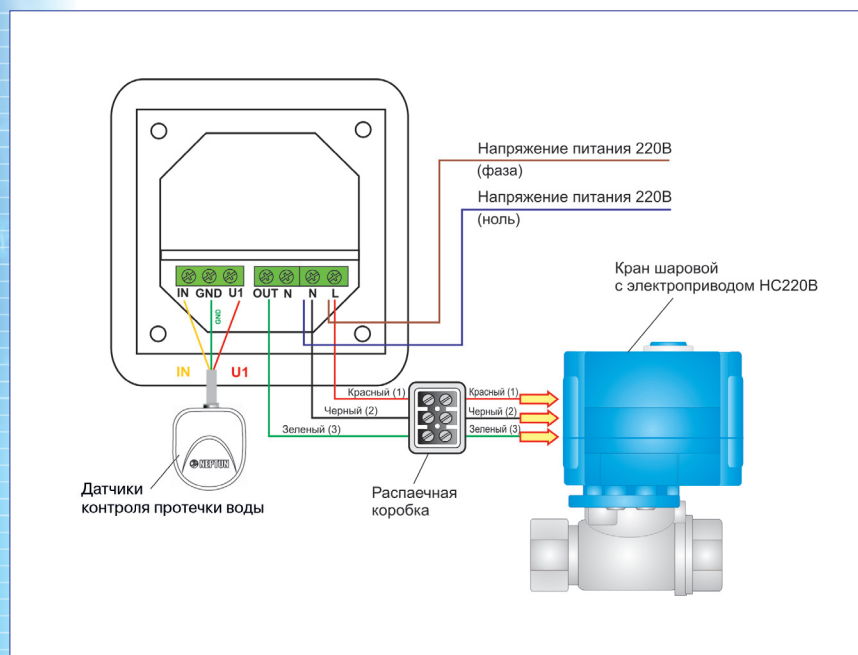 Напряжение питания 220В
(фаза)
Напряжение питания 220В
(ноль)
Кран шаровой
с электроприводом НС220В
IN GND U1 OUT N N L
GND
IN U1
Красный (1) Красный (1)
Черный (2) Черный (2)
Зеленый (3) Зеленый (3)
NEPTUN
Датчики
контроля протечки воды
Распаечная
коробка